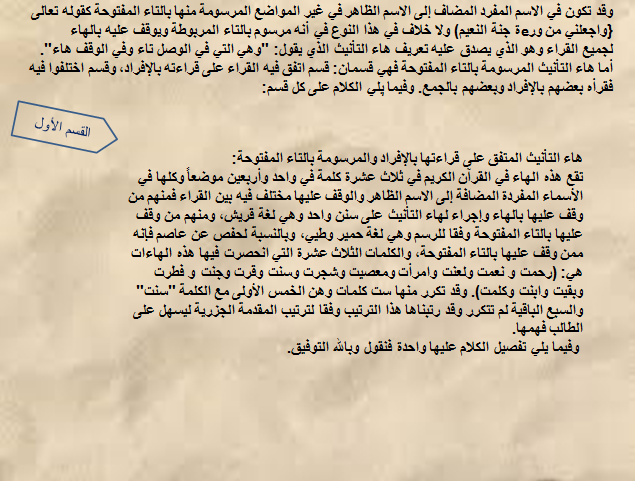 وقد تكون في الاسم المفرد المضاف إلى الاسم الظاهر في غير المواضع المرسومة منها بالتاء المفتوحة كقوله تعالى
{واجعلني من ورeة جنة النعيم) ولا خلاف في هذا النوع في أنه مرسوم بالتاء المربوطة ويوقف عليه بالهاء
لجميع القراء وهو الذي يصدق عليه تعريف هاء التأنيث الذي يقول: "وهي التي في الوصل تاء وفي الوقف هاء".
أما هاء التأنيث المرسومة بالتاء المفتوحة فهي قسمان: قسم اتفق فيه القراء على قراءته بالإفراد، وقسم اختلفوا فيه
فقرأه بعضهم بالإفراد وبعضهم بالجمع. وفيما يلي الكلام على كل قسم:
القسم الأول
هاء التأنيث المتفق على قراءتها بالإفراد والمرسومة بالتاء المفتوحة:
تقع هذه الهاء في القرآن الكريم في ثلاث عشرة كلمة في واحد وأربعين موضعاً وكلها في
الأسماء المفردة المضافة إلى الاسم الظاهر والوقف عليها مختلف فيه بين القراء فمنهم من
وقف عليها بالهاء وإجراء لهاء التأنيث على سنن واحد وهي لغة قريش، ومنهم من وقف
عليها بالتاء المفتوحة وفقا للرسم وهي لغة حمير وطيي، وبالنسبة لحفص عن عاصم فإنه
ممن وقف عليها بالتاء المفتوحة، والكلمات الثلاث عشرة التي انحصرت فيها هذه الهاءات
هي: (رحمت و نعمت ولعنت وامرأت ومعصيت وشجرت وسنت وقرت وجنت و فطرت
وبقيت وابنت وكلمت). وقد تكرر منها ست كلمات وهن الخمس الأولى مع الكلمة "سنت"
والسبع الباقية لم تتكرر وقد رتبناها هذا الترتيب وفقا لترتيب المقدمة الجزرية ليسهل على
الطالب فهمها.
وفيما يلي تفصيل الكلام عليها واحدة فنقول وبالله التوفيق.